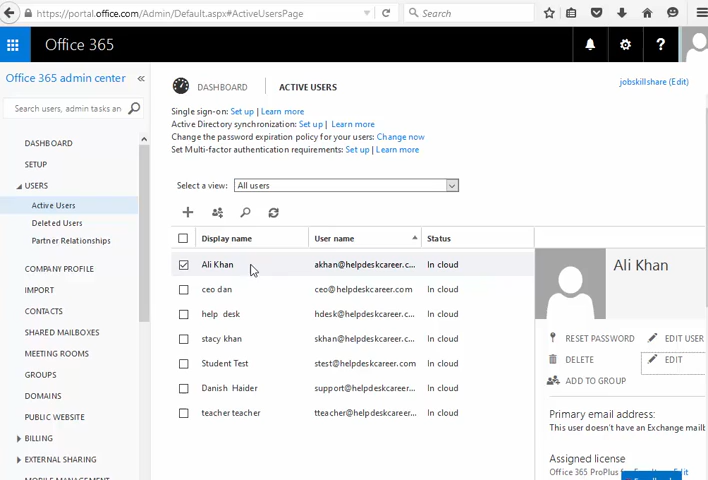 https://portal.office.com/Admin/Default.aspx#ActiveUsersPage
Search
Office 365
?
Office 365 admin center «
Search users, admin tasks an
DASHBOARD
SETUP
USERS
Active Users
Deleted Users
Partner Relationships
COMPANY PROFILE
IMPORT
CONTACTS
SHARED MAILBOXES
MEETING ROOMS
GROUPS
DOMAINS
PUBLIC WEBSITE
BILLING
EXTERNAL SHARING
DASHBOARD ACTIVE USERS
jobskillshare (Edit)
Single sign-on: Set up | Learn more
Active Directory synchronization: Set up | Learn more
Change the password expiration policy for your users: Change now
Set Multi-factor authentication requirements: Set up | Learn more
Select a view: All users
Display name User name Status
Ali Khan akhan@helpdeskcareer.c... In cloud
ceo dan ceo@helpdeskcareer.com In cloud
help desk hdesk@helpdeskcareer.c... In cloud
stacy khan skhan@helpdeskcareer.c... In cloud
Student Test stest@helpdeskcareer.com In cloud
Danish Haider support@helpdeskcareer... In cloud
teacher teacher tteacher@helpdeskcareer... In cloud
Ali Khan
RESET PASSWORD EDIT USER
DELETE EDIT
ADD TO GROUP
Primary email address:
This user doesn't have an Exchange mailb
Assigned license
Office 365 ProPlus for Edit